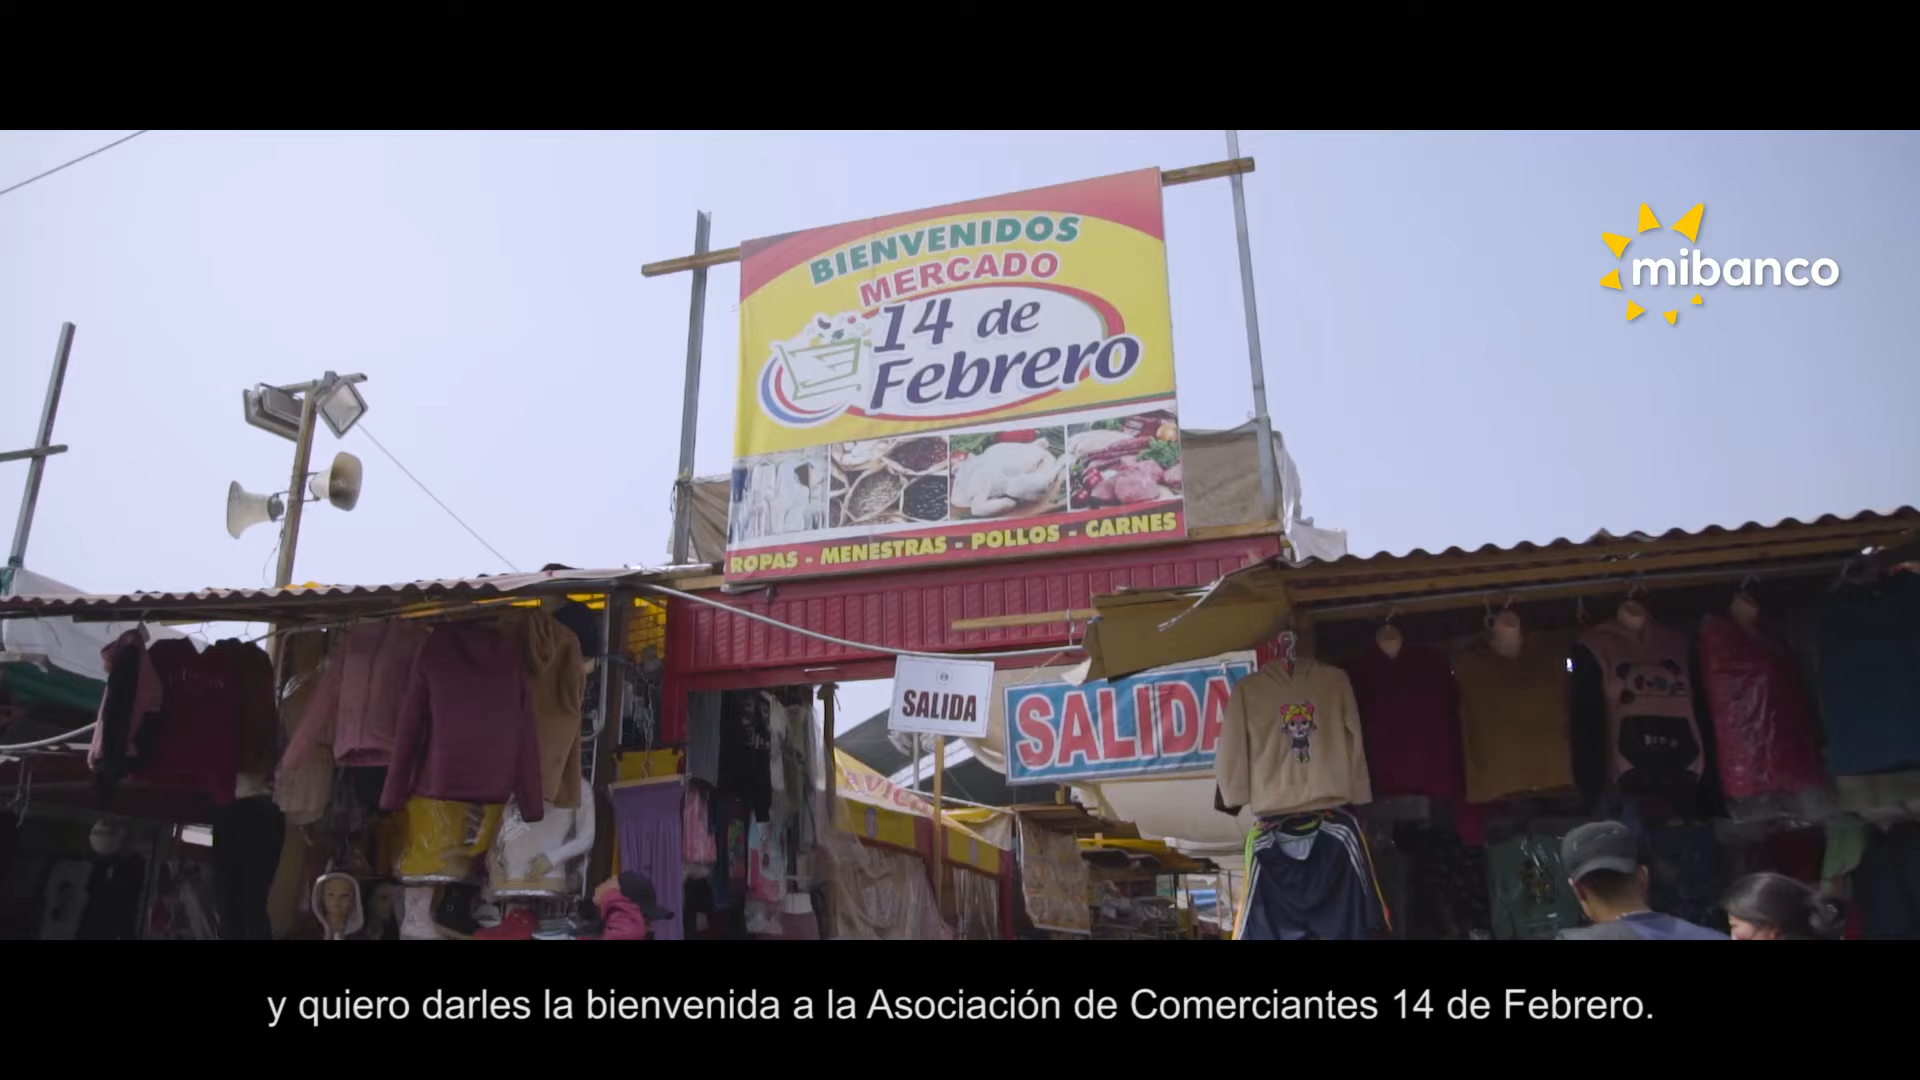 BIENVENIDOS
MERCADO
14 de
Febrero
mibanco
ROPAS - MENESTRAS - POLLOS - CARNES
SALIDA
SALIDA
y quiero darles la bienvenida a la Asociación de Comerciantes 14 de Febrero.